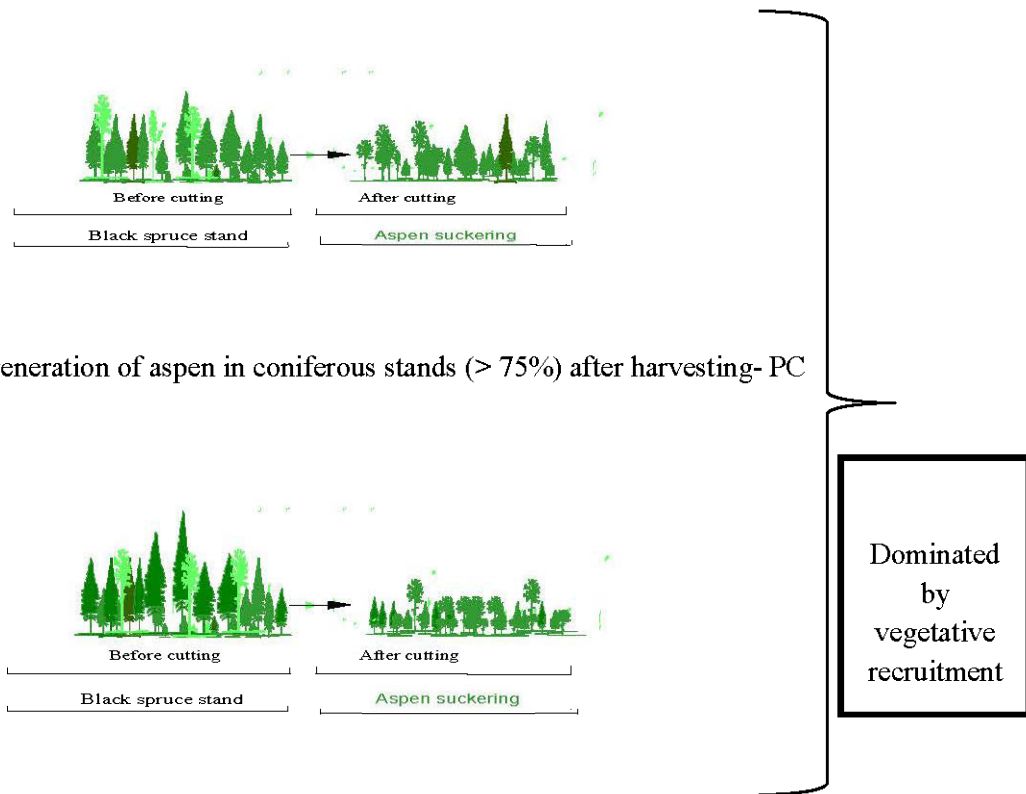 Before cutting
After cutting
Black spruce stand
Aspen suckering
eneration of aspen in coniferous stands (> 75%) after harvesting- PC
Before cutting
After cutting
Black spruce stand
Aspen suckering
Dominated
by
vegetative
recruitment